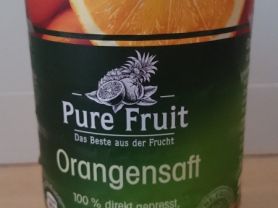 Pure Fruit
Das Beste aus der Frucht
Orangensaft
100 % direkt gepresst.